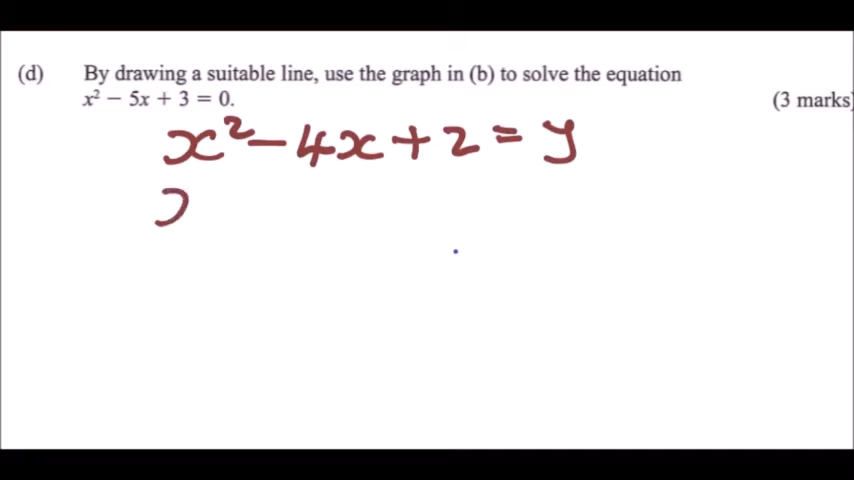 (d) By drawing a suitable line, use the graph in (b) to solve the equation
x² − 5x + 3 = 0.
(3 marks)
x² − 4x + 2 = y